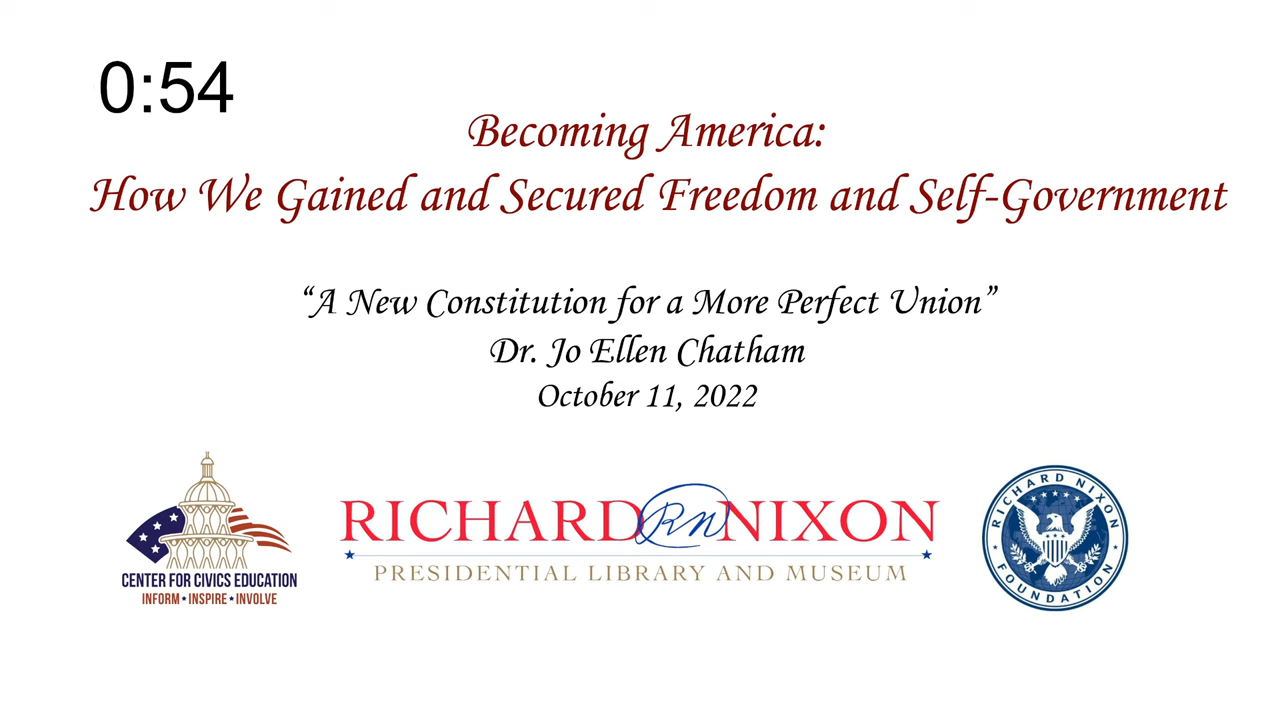 0:54
Becoming America:
How We Gained and Secured Freedom and Self-Government
“A New Constitution for a More Perfect Union”
Dr. Jo Ellen Chatham
October 11, 2022
CENTER FOR CIVICS EDUCATION
INFORM ★ INSPIRE ★ INVOLVE
RICHARD RN NIXON
PRESIDENTIAL LIBRARY AND MUSEUM
RICHARD NIXON
FOUNDATION